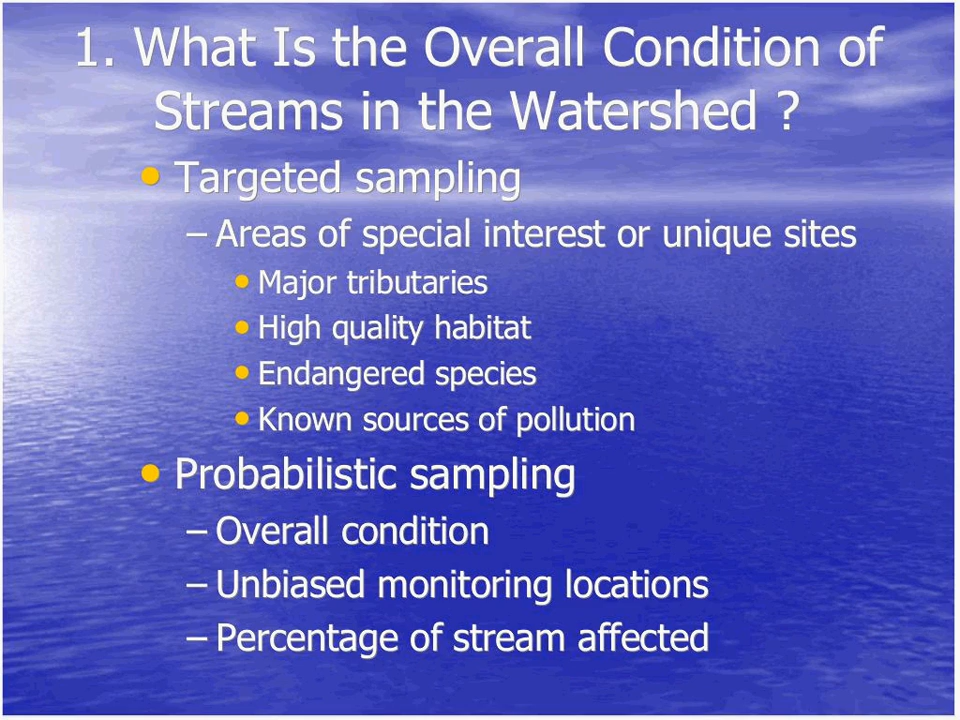 1. What Is the Overall Condition of
Streams in the Watershed ?
• Targeted sampling
– Areas of special interest or unique sites
• Major tributaries
• High quality habitat
• Endangered species
• Known sources of pollution
• Probabilistic sampling
– Overall condition
– Unbiased monitoring locations
– Percentage of stream affected